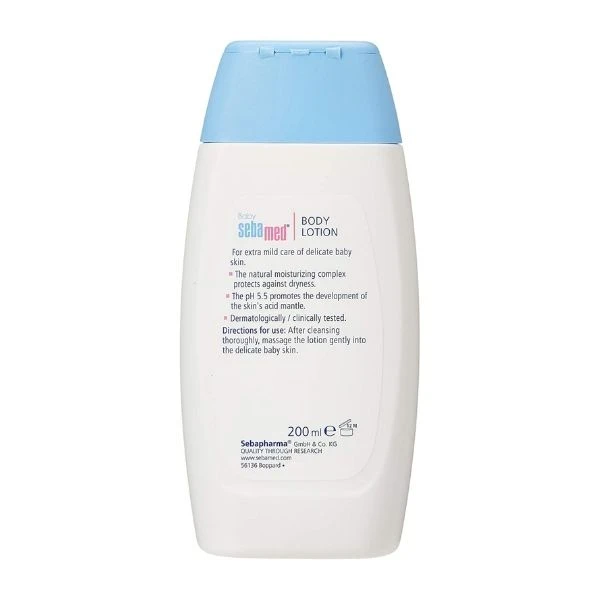 Baby
sebamed®
BODY
LOTION
For extra mild care of delicate baby
skin.
The natural moisturizing complex
protects against dryness.
The pH 5.5 promotes the development of
the skin's acid mantle.
Dermatologically / clinically tested.
Directions for use: After cleansing
thoroughly, massage the lotion gently into
the delicate baby skin.
200 ml ℮ 12 M
Sebapharma® GmbH & Co. KG
QUALITY THROUGH RESEARCH
www.sebamed.com
56136 Boppard •